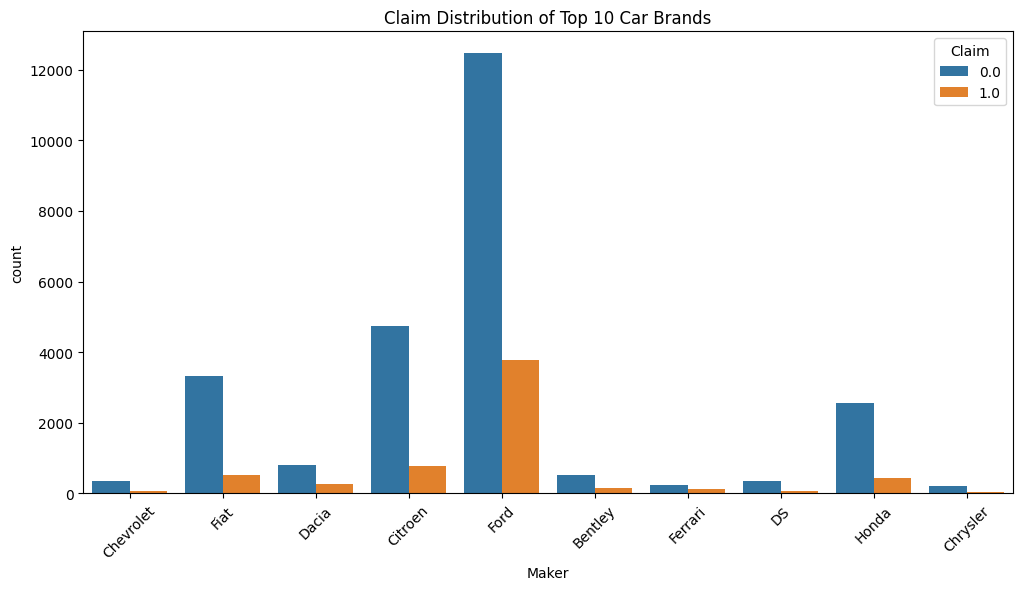 Claim Distribution of Top 10 Car Brands
Claim
0.0
1.0
12000
10000
8000
6000
4000
2000
0
count
Chevrolet
Fiat
Dacia
Citroen
Ford
Bentley
Ferrari
DS
Honda
Chrysler
Maker